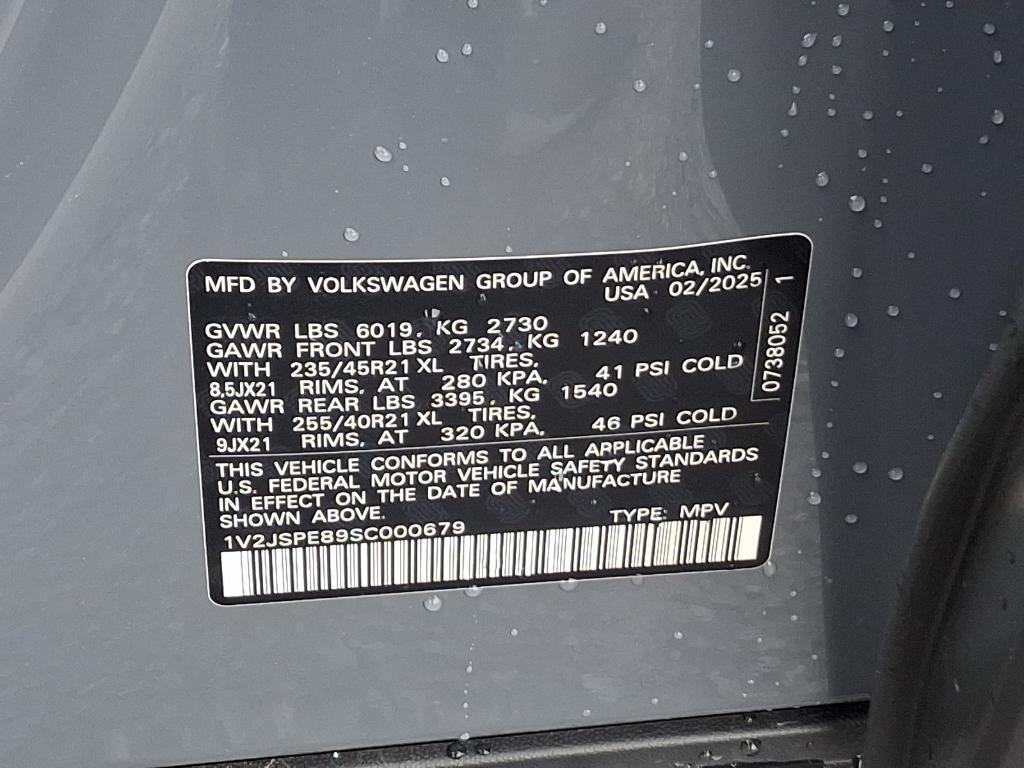 MFD BY VOLKSWAGEN GROUP OF AMERICA, INC.
USA 02/2025
GVWR LBS 6019. KG 2730
GAWR FRONT LBS 2734. KG 1240
WITH 235/45R21 XL TIRES,
8,5JX21 RIMS, AT 280 KPA, 41 PSI COLD
GAWR REAR LBS 3395. KG 1540
WITH 255/40R21 XL TIRES,
9JX21 RIMS, AT 320 KPA, 46 PSI COLD
THIS VEHICLE CONFORMS TO ALL APPLICABLE
U.S. FEDERAL MOTOR VEHICLE SAFETY STANDARDS
IN EFFECT ON THE DATE OF MANUFACTURE
SHOWN ABOVE.
1V2JSPE89SC000679 TYPE: MPV
0738052 1